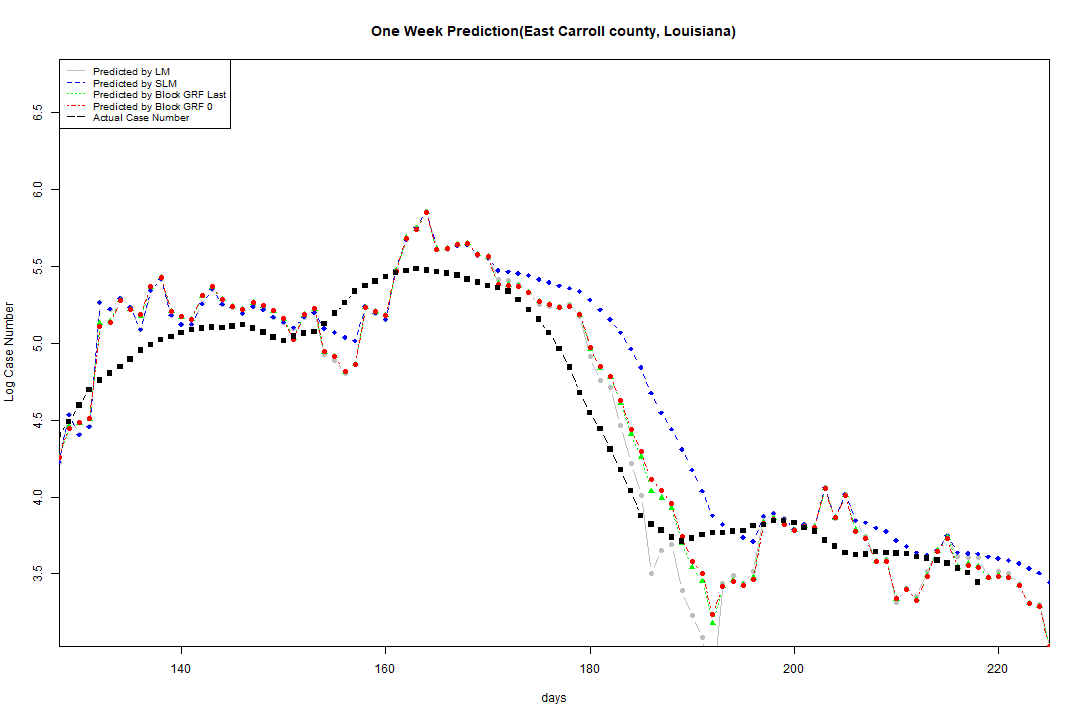 One Week Prediction(East Carroll county, Louisiana)
Predicted by LM
Predicted by SLM
Predicted by Block GRF Last
Predicted by Block GRF 0
Actual Case Number
6.5
6.0
5.5
5.0
4.5
4.0
3.5
Log Case Number
140 160 180 200 220
days